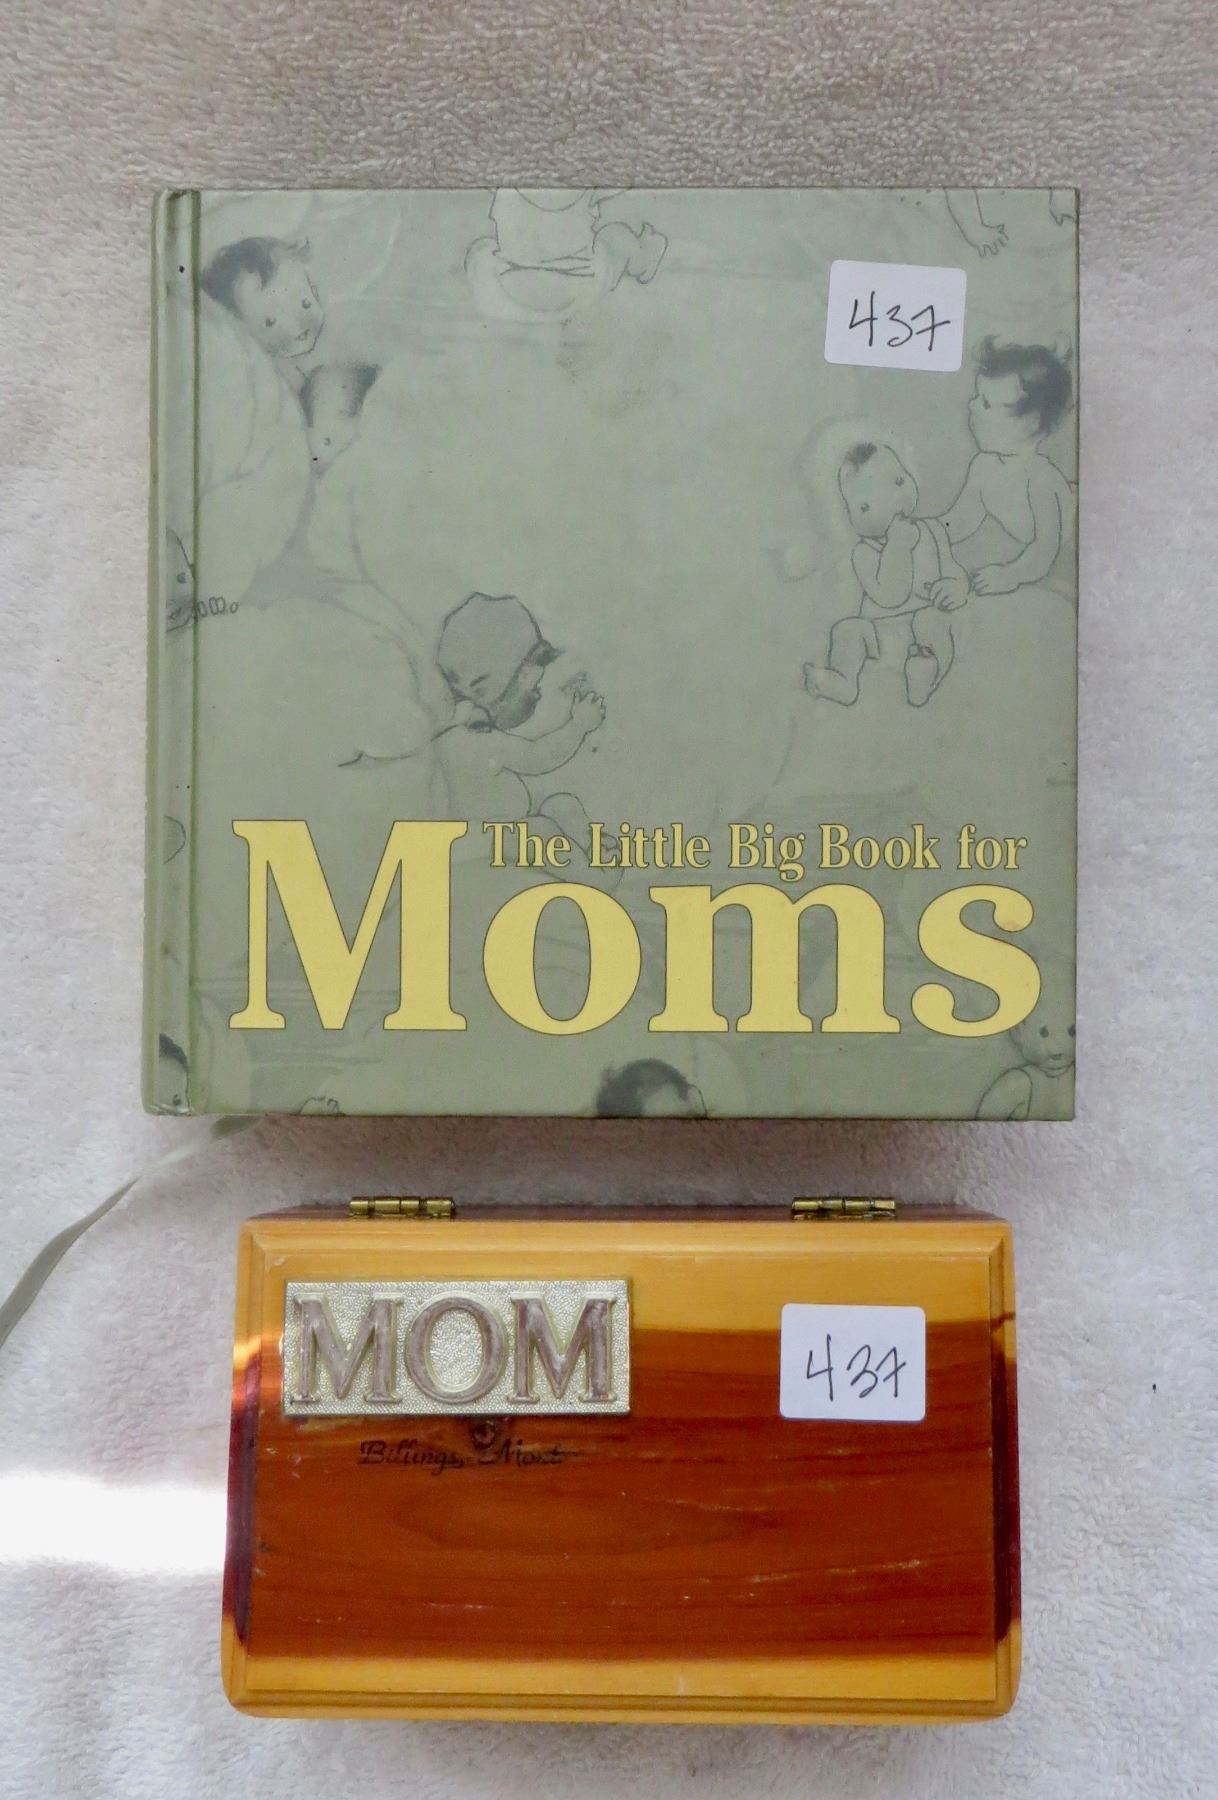 437
The Little Big Book for
Moms
MOM
437
Billings, Mont